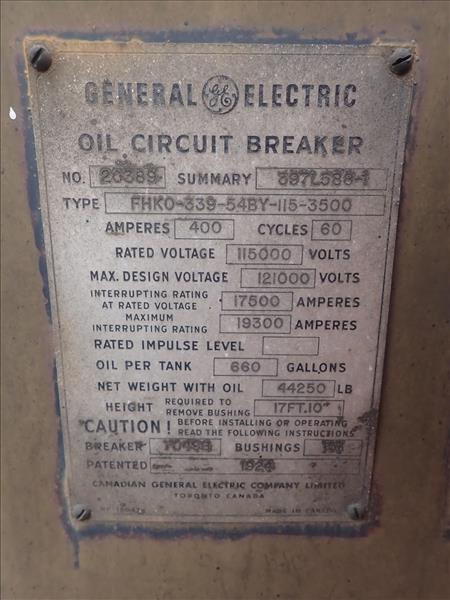 GENERAL GE ELECTRIC
OIL CIRCUIT BREAKER
NO. 20389 SUMMARY 397L588-1
TYPE FHKO-339-54BY-115-3500
AMPERES 400 CYCLES 60
RATED VOLTAGE 115000 VOLTS
MAX. DESIGN VOLTAGE 121000 VOLTS
INTERRUPTING RATING
AT RATED VOLTAGE 17500 AMPERES
MAXIMUM
INTERRUPTING RATING 19300 AMPERES
RATED IMPULSE LEVEL
OIL PER TANK 660 GALLONS
NET WEIGHT WITH OIL 44250 LB
HEIGHT REQUIRED TO
REMOVE BUSHING 17FT.10"
CAUTION! BEFORE INSTALLING OR OPERATING
READ THE FOLLOWING INSTRUCTIONS
BREAKER BUSHINGS
PATENTED 1924
CANADIAN GENERAL ELECTRIC COMPANY LIMITED
TORONTO CANADA
MADE IN CANADA